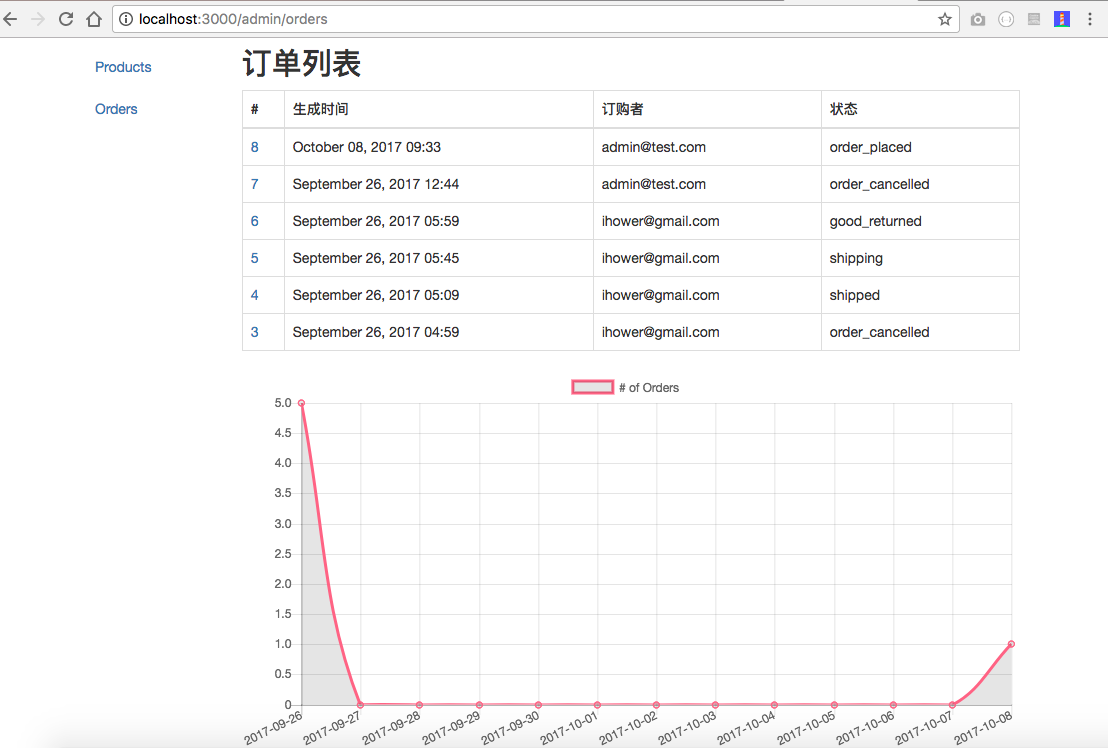 localhost:3000/admin/orders
Products
Orders
订单列表
# 生成时间 订购者 状态
8 October 08, 2017 09:33 admin@test.com order_placed
7 September 26, 2017 12:44 admin@test.com order_cancelled
6 September 26, 2017 05:59 ihower@gmail.com good_returned
5 September 26, 2017 05:45 ihower@gmail.com shipping
4 September 26, 2017 05:09 ihower@gmail.com shipped
3 September 26, 2017 04:59 ihower@gmail.com order_cancelled
# of Orders
5.0
4.5
4.0
3.5
3.0
2.5
2.0
1.5
1.0
0.5
0
2017-09-26 2017-09-27 2017-09-28 2017-09-29 2017-09-30 2017-10-01 2017-10-02 2017-10-03 2017-10-04 2017-10-05 2017-10-06 2017-10-07 2017-10-08